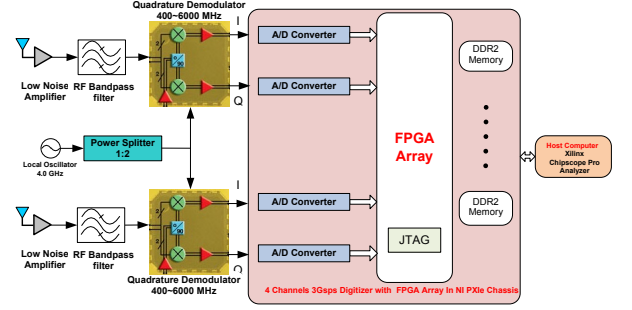 Quadrature Demodulator
400~6000 MHz
I
A/D Converter
Low Noise
Amplifier
RF Bandpass
filter
0
90
Q
A/D Converter
DDR2
Memory
Local Oscillator
4.0 GHz
Power Splitter
1:2
FPGA
Array
Host Computer
Xilinx
Chipscope Pro
Analyzer
I
A/D Converter
DDR2
Memory
Low Noise
Amplifier
RF Bandpass
filter
90
Q
A/D Converter
JTAG
Quadrature Demodulator
400~6000 MHz
4 Channels 3Gsps Digitizer with FPGA Array In NI PXIe Chassis